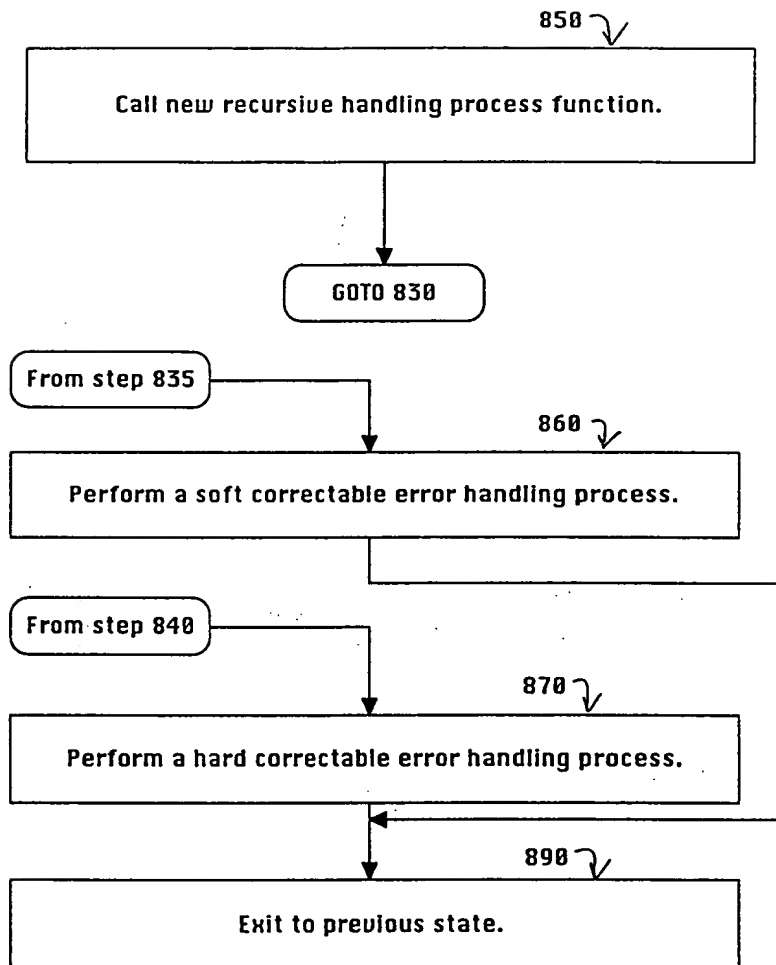 850
Call new recursive handling process function.
GOTO 830
From step 835
860
Perform a soft correctable error handling process.
From step 840
870
Perform a hard correctable error handling process.
890
Exit to previous state.